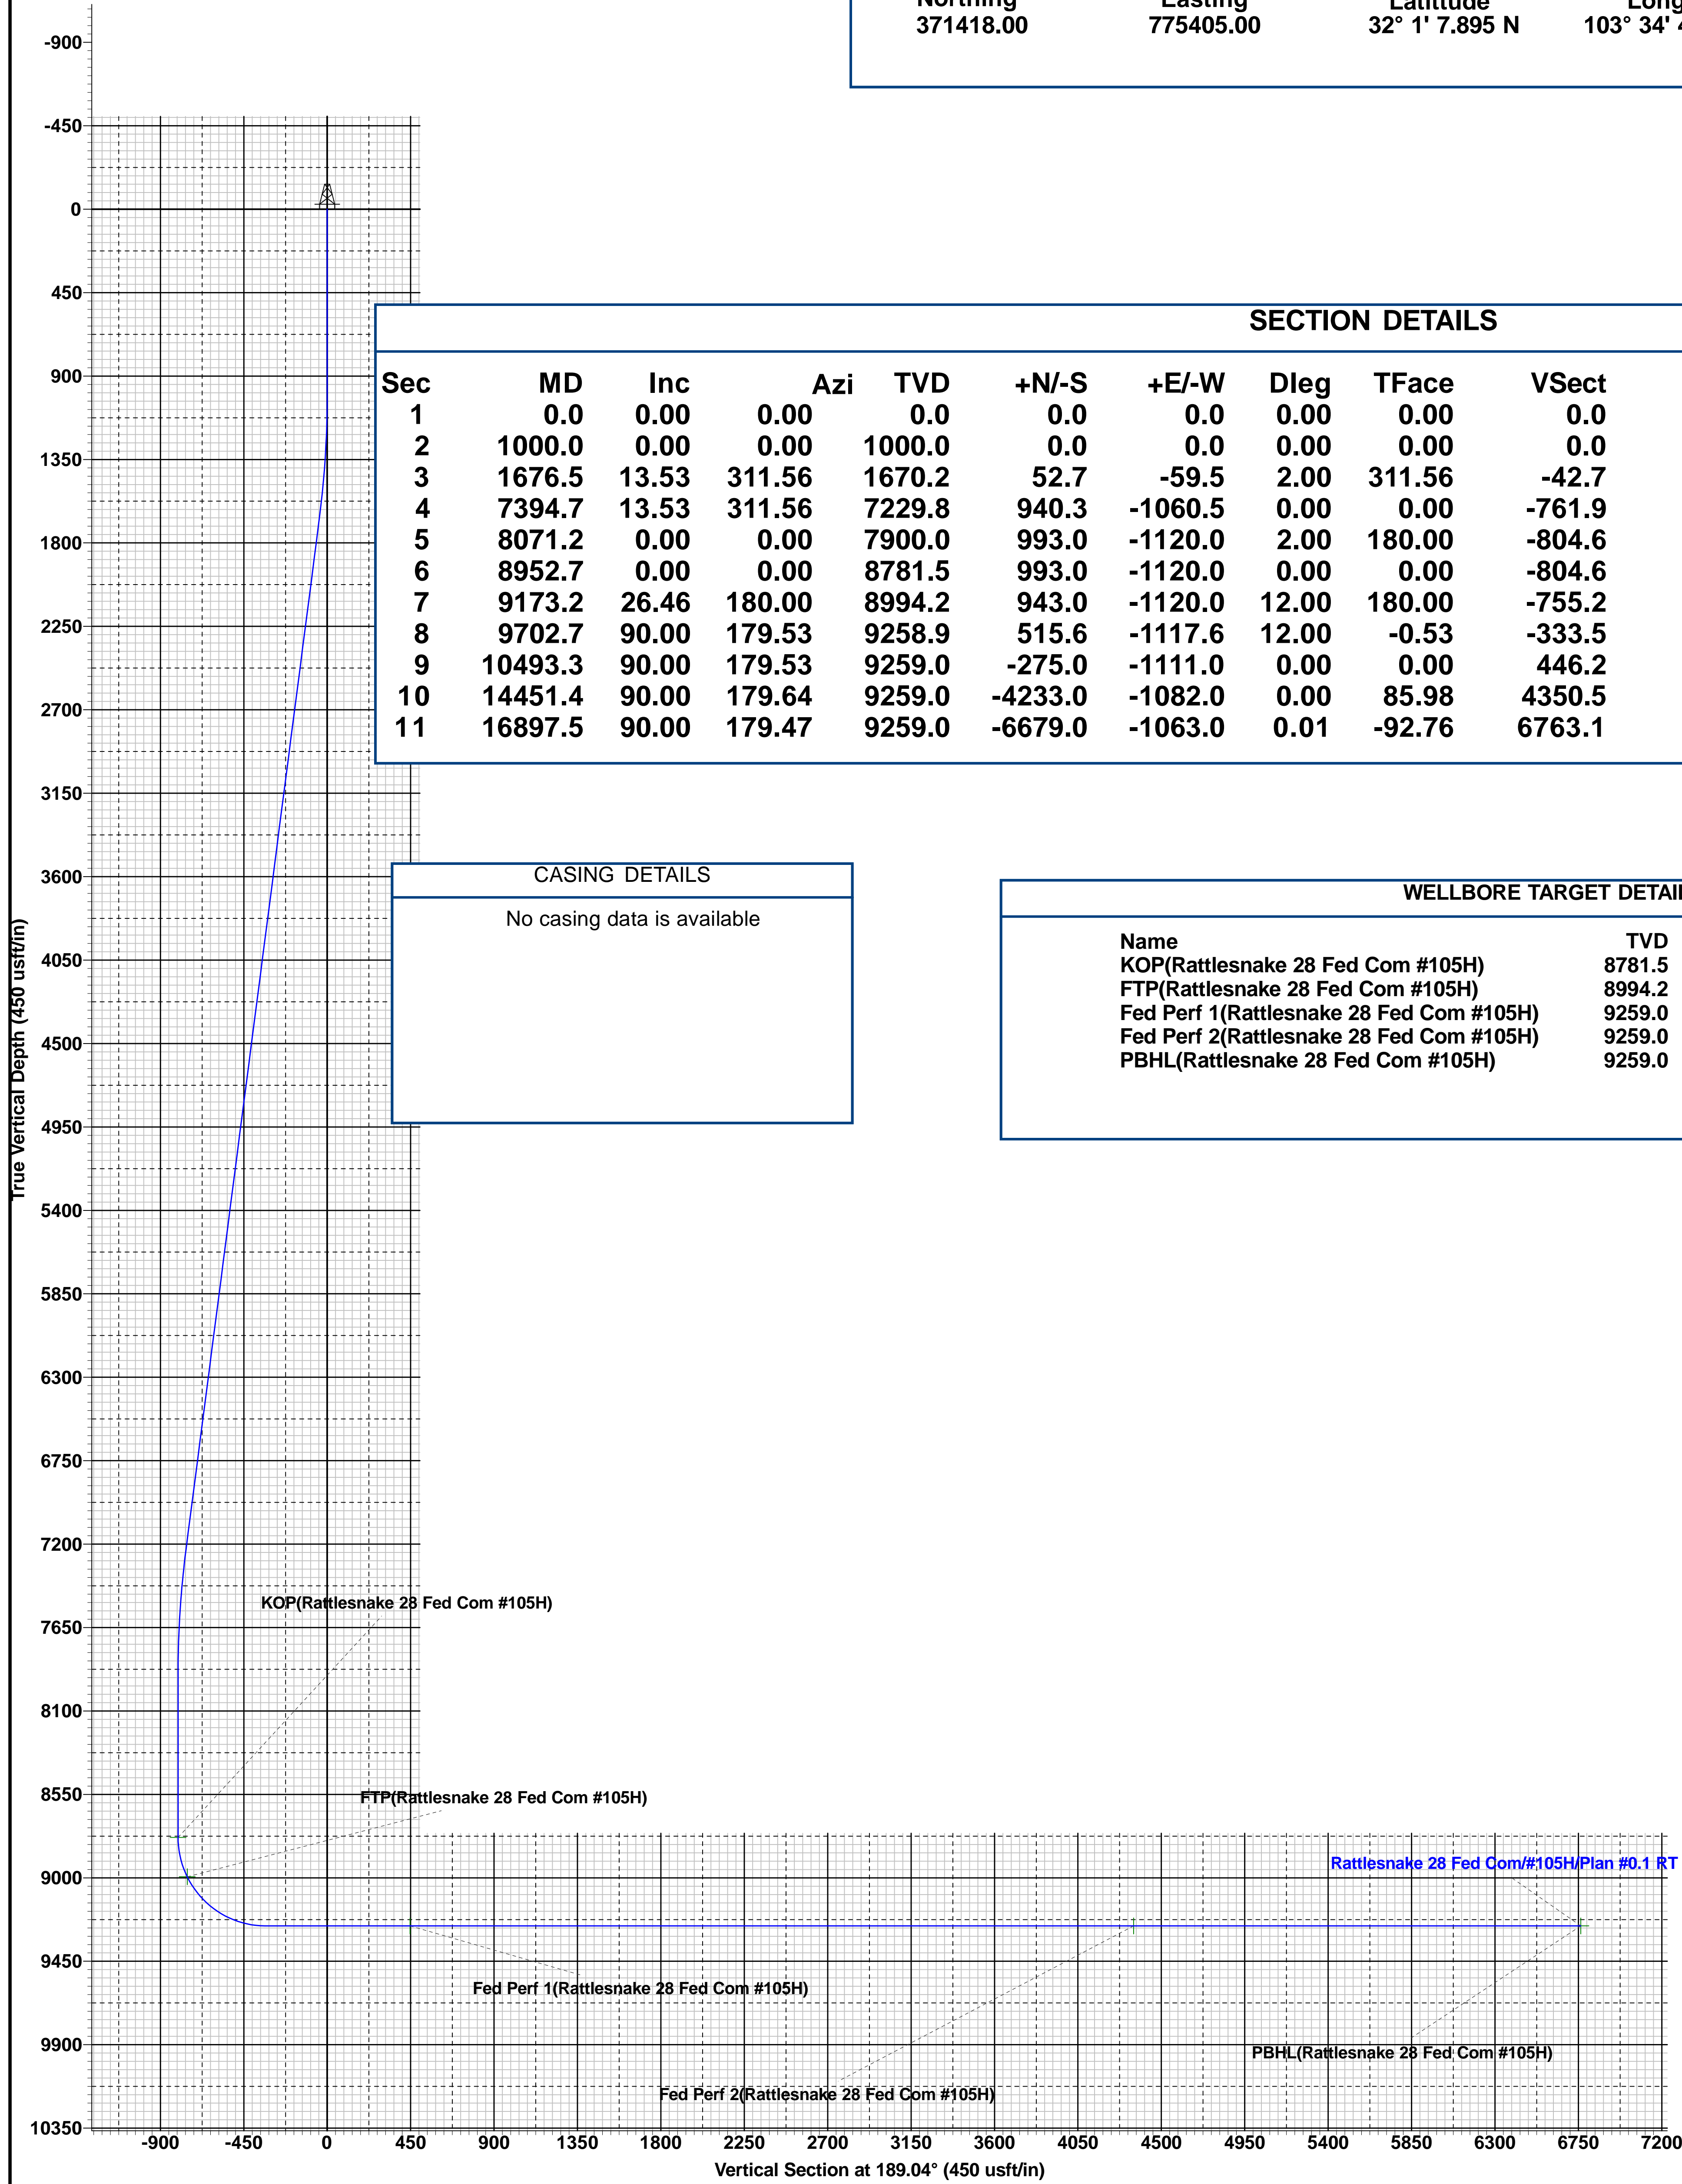 Northing Easting Latittude
371418.00 775405.00 32° 1' 7.895 N 103° 34'
-900
-450
0
450
900
1350
1800
2250
2700
3150
3600
4050
4500
4950
5400
5850
6300
6750
7200
7650
8100
8550
9000
9450
9900
10350
True Vertical Depth (450 usft/in)
SECTION DETAILS
Sec MD Inc Azi TVD +N/-S +E/-W Dleg TFace VSect
1 0.0 0.00 0.00 0.0 0.0 0.0 0.00 0.00 0.0
2 1000.0 0.00 0.00 1000.0 0.0 0.0 0.00 0.00 0.0
3 1676.5 13.53 311.56 1670.2 52.7 -59.5 2.00 311.56 -42.7
4 7394.7 13.53 311.56 7229.8 940.3 -1060.5 0.00 0.00 -761.9
5 8071.2 0.00 0.00 7900.0 993.0 -1120.0 2.00 180.00 -804.6
6 8952.7 0.00 0.00 8781.5 993.0 -1120.0 0.00 0.00 -804.6
7 9173.2 26.46 180.00 8994.2 943.0 -1120.0 12.00 180.00 -755.2
8 9702.7 90.00 179.53 9258.9 515.6 -1117.6 12.00 -0.53 -333.5
9 10493.3 90.00 179.53 9259.0 -275.0 -1111.0 0.00 0.00 446.2
10 14451.4 90.00 179.64 9259.0 -4233.0 -1082.0 0.00 85.98 4350.5
11 16897.5 90.00 179.47 9259.0 -6679.0 -1063.0 0.01 -92.76 6763.1
CASING DETAILS
No casing data is available
WELLBORE TARGET DETAI
Name TVD
KOP(Rattlesnake 28 Fed Com #105H) 8781.5
FTP(Rattlesnake 28 Fed Com #105H) 8994.2
Fed Perf 1(Rattlesnake 28 Fed Com #105H) 9259.0
Fed Perf 2(Rattlesnake 28 Fed Com #105H) 9259.0
PBHL(Rattlesnake 28 Fed Com #105H) 9259.0
KOP(Rattlesnake 28 Fed Com #105H)
FTP(Rattlesnake 28 Fed Com #105H)
Rattlesnake 28 Fed Com/#105H/Plan #0.1 RT
Fed Perf 1(Rattlesnake 28 Fed Com #105H)
PBHL(Rattlesnake 28 Fed Com #105H)
Fed Perf 2(Rattlesnake 28 Fed Com #105H)
-900 -450 0 450 900 1350 1800 2250 2700 3150 3600 4050 4500 4950 5400 5850 6300 6750 7200
Vertical Section at 189.04° (450 usft/in)